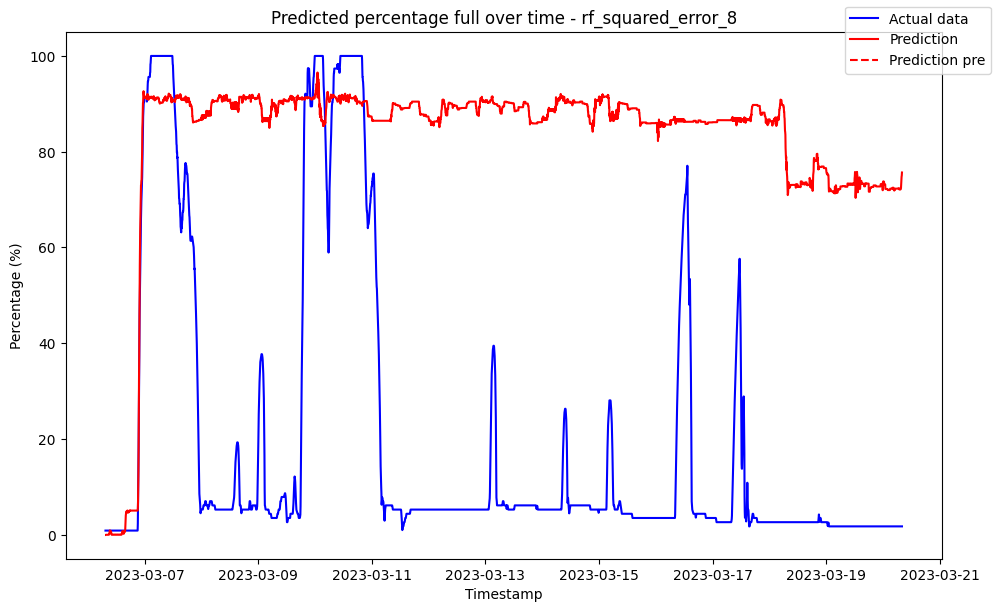 Predicted percentage full over time - rf_squared_error_8
Actual data
Prediction
Prediction pre
100
80
60
40
20
0
Percentage (%)
2023-03-07
2023-03-09
2023-03-11
2023-03-13
2023-03-15
2023-03-17
2023-03-19
2023-03-21
Timestamp